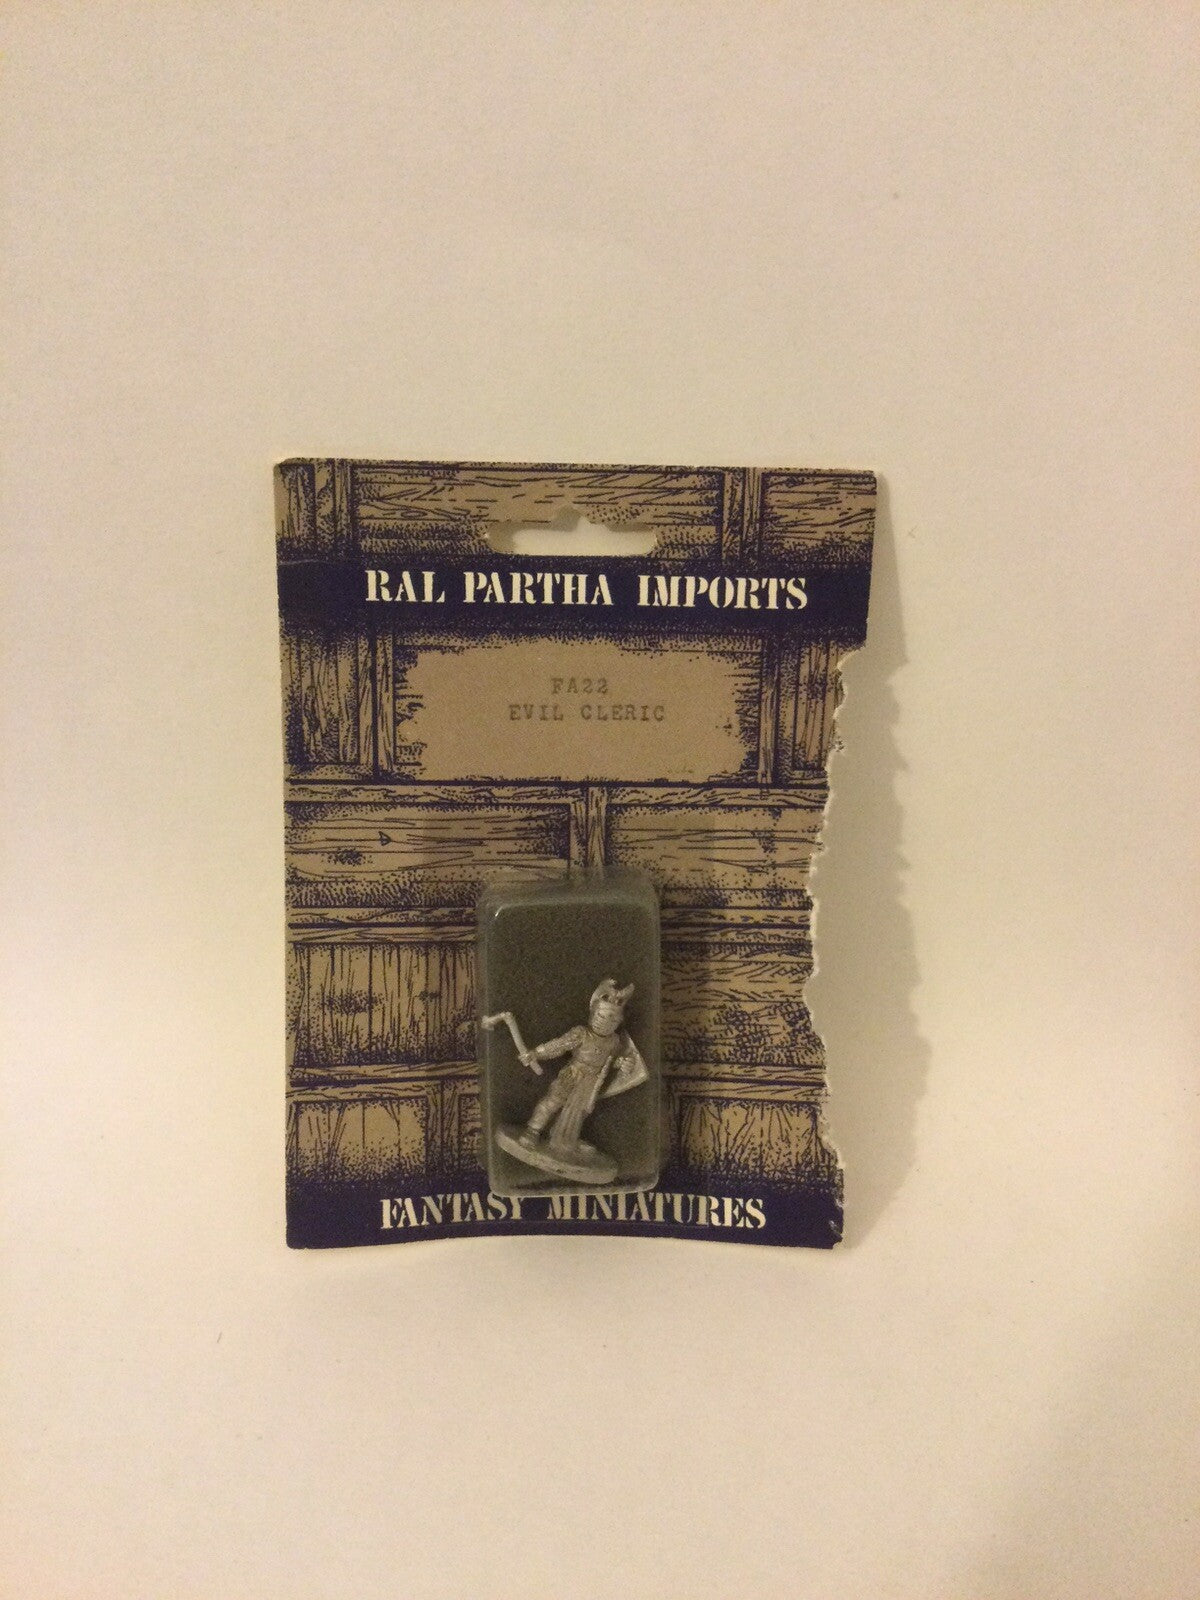 RAL PARTHA IMPORTS
FA22
EVIL CLERIC
FANTASY MINIATURES